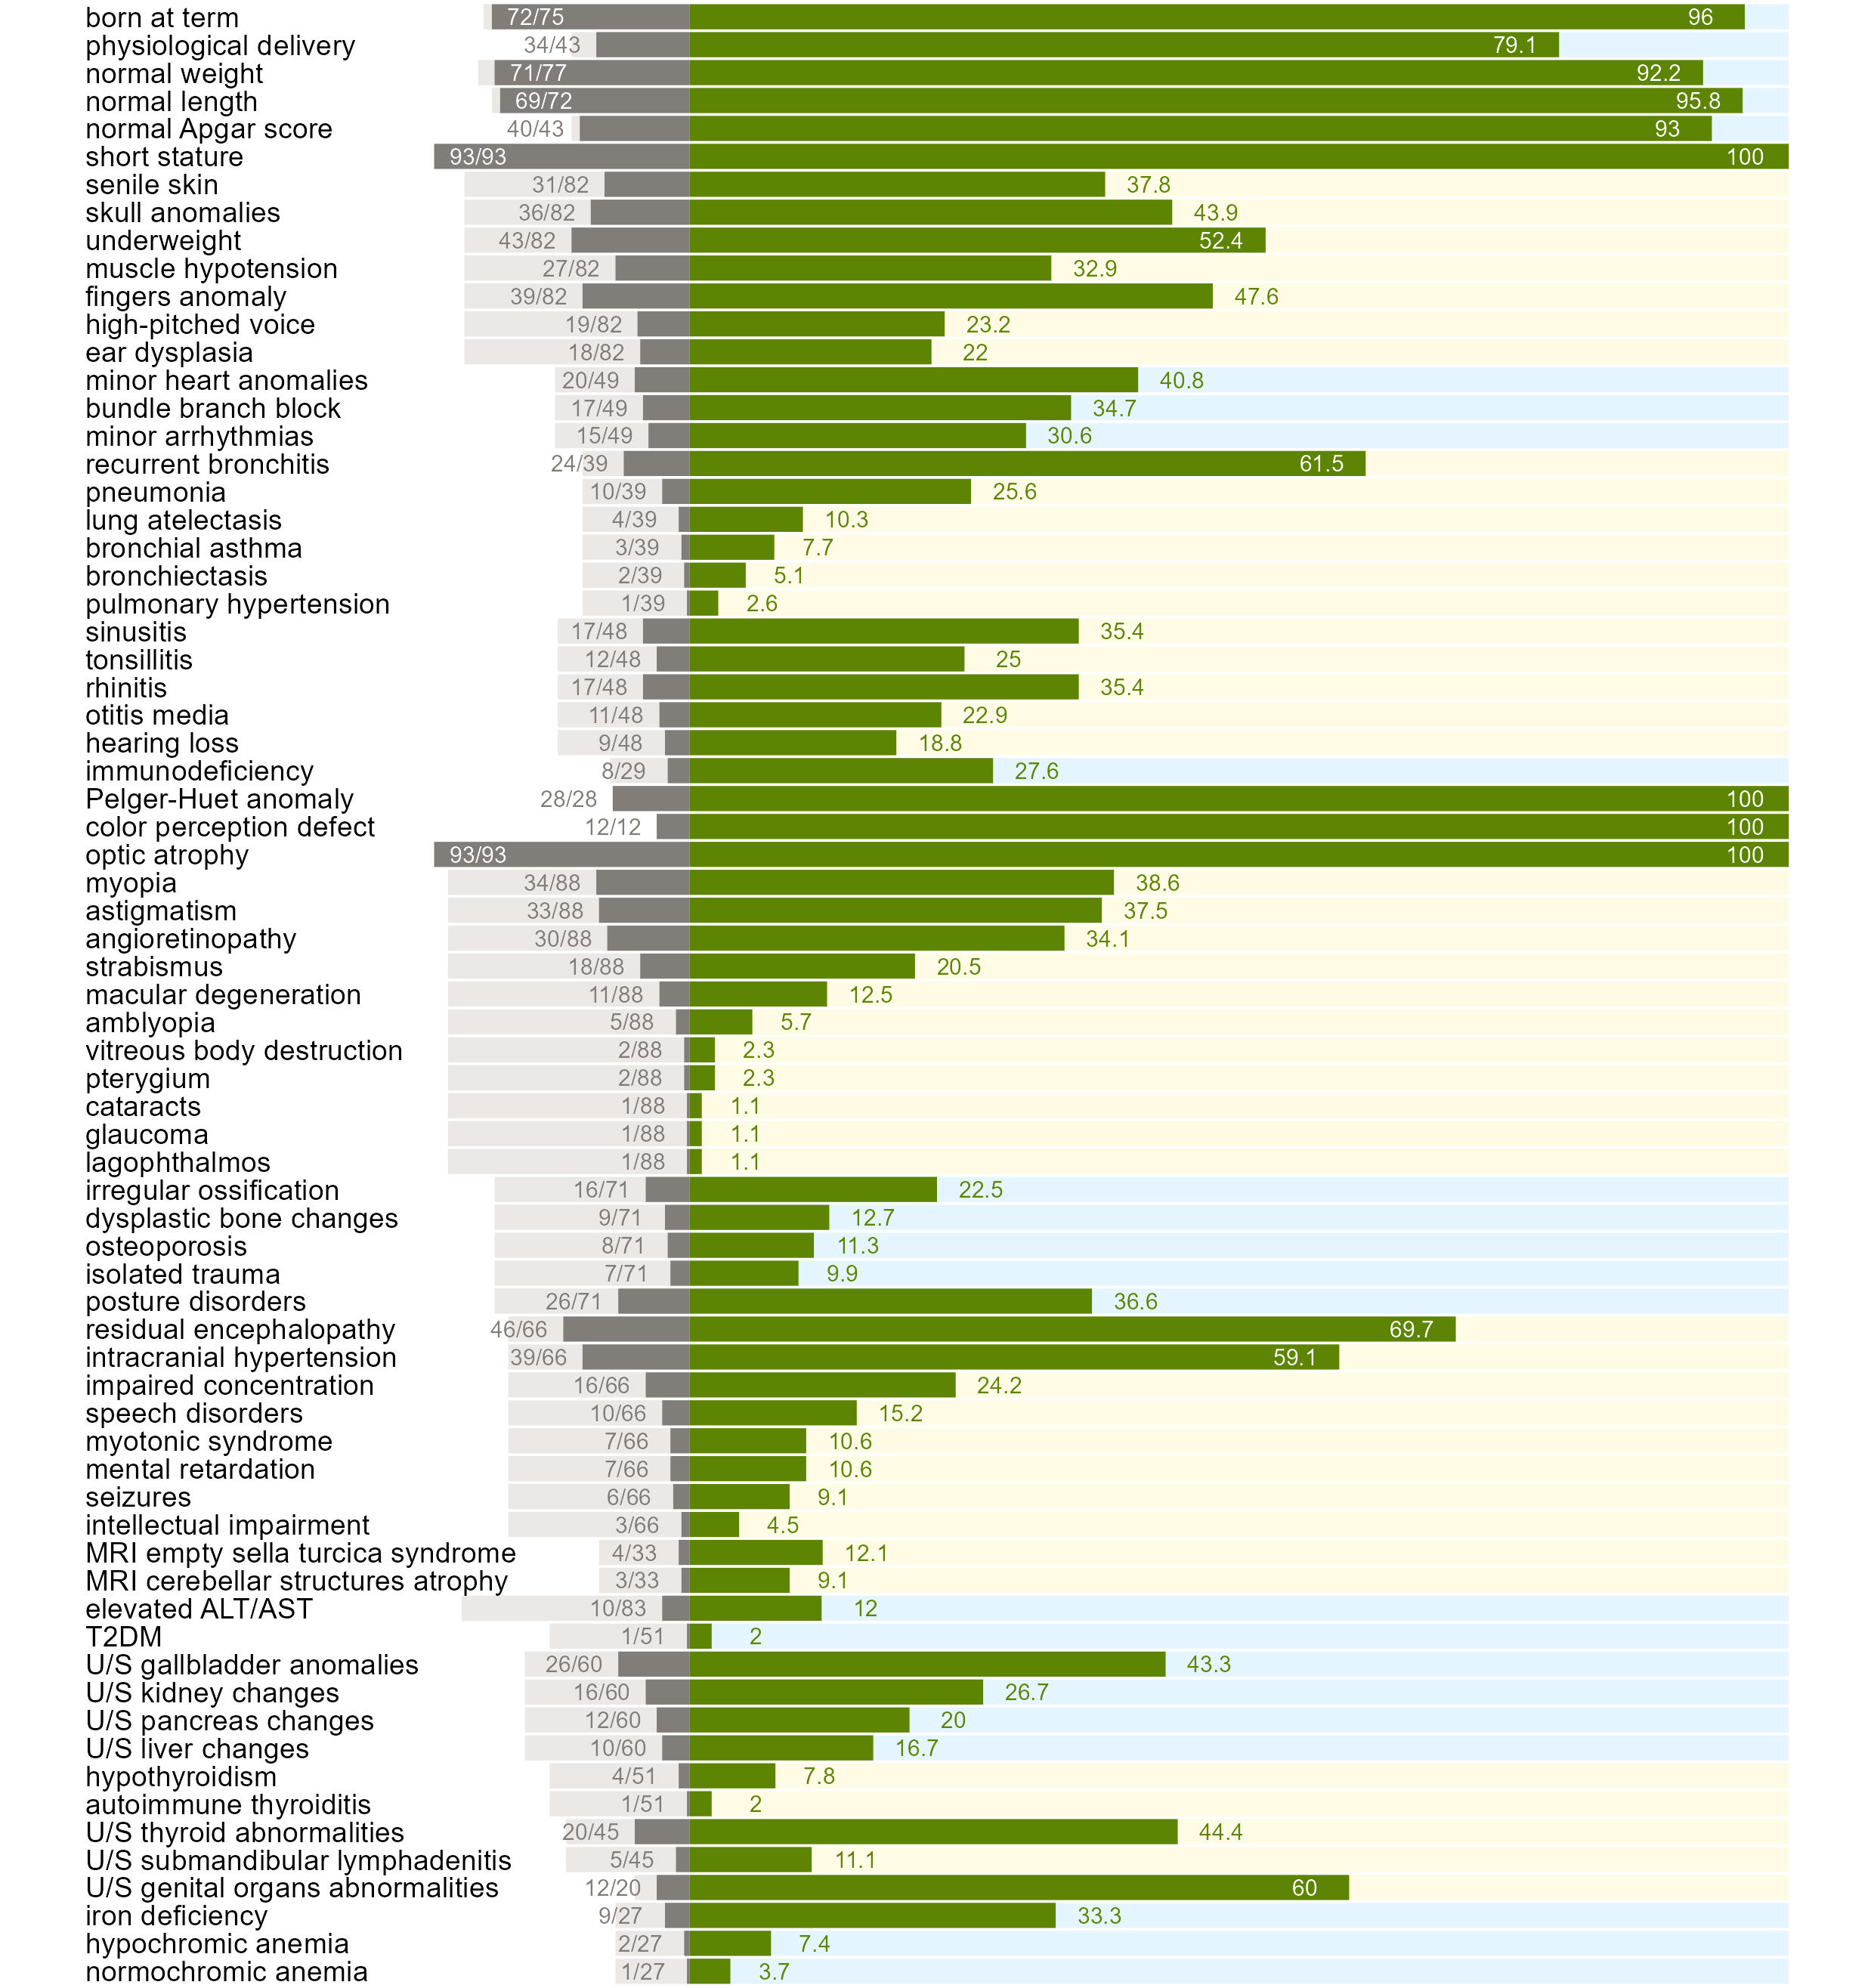 born at term 72/75 96
physiological delivery 34/43 79.1
normal weight 71/77 92.2
normal length 69/72 95.8
normal Apgar score 40/43 93
short stature 93/93 100
senile skin 31/82 37.8
skull anomalies 36/82 43.9
underweight 43/82 52.4
muscle hypotension 27/82 32.9
fingers anomaly 39/82 47.6
high-pitched voice 19/82 23.2
ear dysplasia 18/82 22
minor heart anomalies 20/49 40.8
bundle branch block 17/49 34.7
minor arrhythmias 15/49 30.6
recurrent bronchitis 24/39 61.5
pneumonia 10/39 25.6
lung atelectasis 4/39 10.3
bronchial asthma 3/39 7.7
bronchiectasis 2/39 5.1
pulmonary hypertension 1/39 2.6
sinusitis 17/48 35.4
tonsillitis 12/48 25
rhinitis 17/48 35.4
otitis media 11/48 22.9
hearing loss 9/48 18.8
immunodeficiency 8/29 27.6
Pelger-Huet anomaly 28/28 100
color perception defect 12/12 100
optic atrophy 93/93 100
myopia 34/88 38.6
astigmatism 33/88 37.5
angioretinopathy 30/88 34.1
strabismus 18/88 20.5
macular degeneration 11/88 12.5
amblyopia 5/88 5.7
vitreous body destruction 2/88 2.3
pterygium 2/88 2.3
cataracts 1/88 1.1
glaucoma 1/88 1.1
lagophthalmos 1/88 1.1
irregular ossification 16/71 22.5
dysplastic bone changes 9/71 12.7
osteoporosis 8/71 11.3
isolated trauma 7/71 9.9
posture disorders 26/71 36.6
residual encephalopathy 46/66 69.7
intracranial hypertension 39/66 59.1
impaired concentration 16/66 24.2
speech disorders 10/66 15.2
myotonic syndrome 7/66 10.6
mental retardation 7/66 10.6
seizures 6/66 9.1
intellectual impairment 3/66 4.5
MRI empty sella turcica syndrome 4/33 12.1
MRI cerebellar structures atrophy 3/33 9.1
elevated ALT/AST 10/83 12
T2DM 1/51 2
U/S gallbladder anomalies 26/60 43.3
U/S kidney changes 16/60 26.7
U/S pancreas changes 12/60 20
U/S liver changes 10/60 16.7
hypothyroidism 4/51 7.8
autoimmune thyroiditis 1/51 2
U/S thyroid abnormalities 20/45 44.4
U/S submandibular lymphadenitis 5/45 11.1
U/S genital organs abnormalities 12/20 60
iron deficiency 9/27 33.3
hypochromic anemia 2/27 7.4
normochromic anemia 1/27 3.7